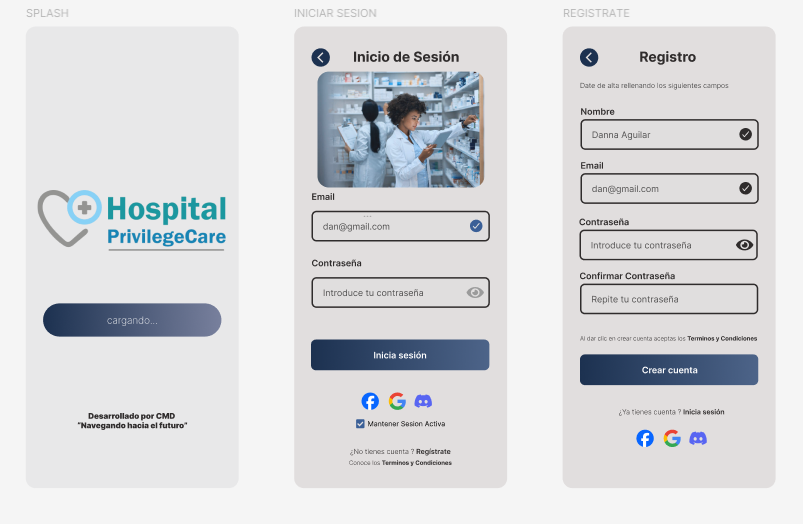 SPLASH
Hospital
PrivilegeCare
cargando...
Desarrollado por CMD
"Navegando hacia el futuro"
INICIAR SESION
Inicio de Sesión
Email
dan@gmail.com
Contraseña
Introduce tu contraseña
Inicia sesión
Mantener Sesion Activa
¿No tienes cuenta ? Regístrate
Conoce los Terminos y Condiciones
REGISTRATE
Registro
Date de alta rellenando los siguientes campos
Nombre
Danna Aguilar
Email
dan@gmail.com
Contraseña
Introduce tu contraseña
Confirmar Contraseña
Repite tu contraseña
Al dar clic en crear cuenta aceptas los Terminos y Condiciones
Crear cuenta
¿Ya tienes cuenta ? Inicia sesión